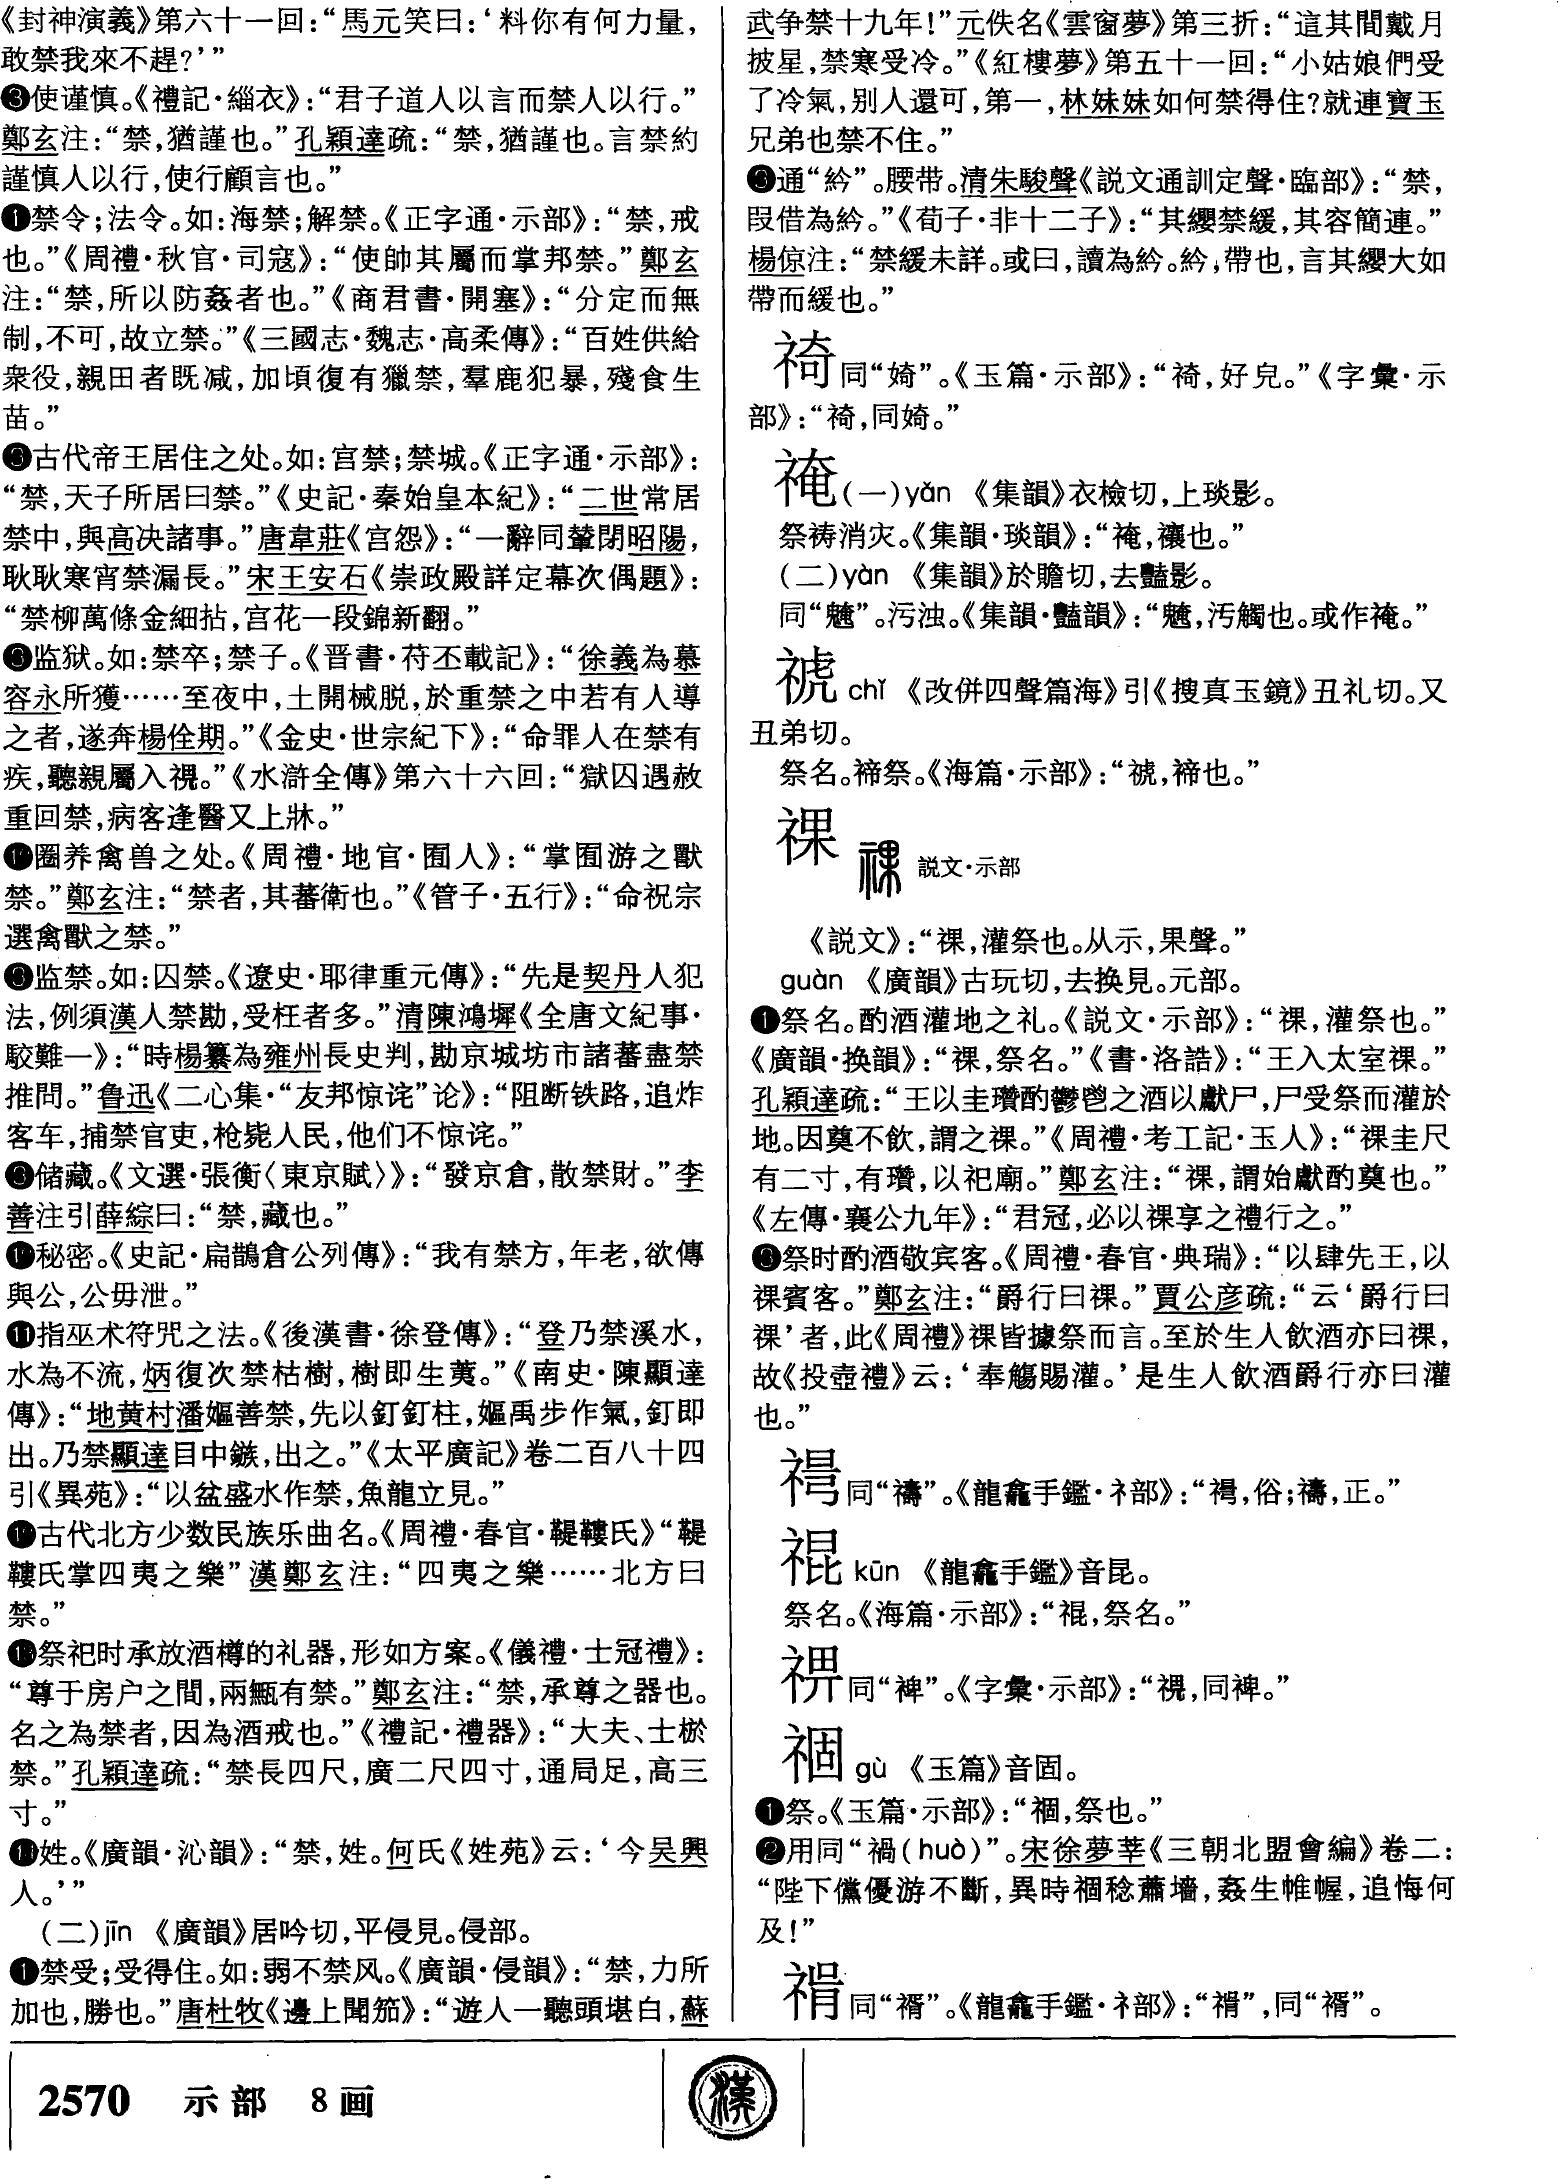 《封神演義》第六十一回：“馬元笑曰：‘料你有何力量，
敢禁我來不趕？’”
❸使谨慎。《禮記·緇衣》：“君子道人以言而禁人以行。”
鄭玄注：“禁，猶謹也。”孔穎達疏：“禁，猶謹也。言禁約
謹慎人以行，使行顧言也。”
❶禁令；法令。如：海禁；解禁。《正字通·示部》：“禁，戒
也。”《周禮·秋官·司寇》：“使帥其屬而掌邦禁。”鄭玄
注：“禁，所以防姦者也。”《商君書·開塞》：“分定而無
制，不可，故立禁。”《三國志·魏志·高柔傳》：“百姓供給
衆役，親田者既减，加頃復有獵禁，羣鹿犯暴，殘食生
苗。”
❸古代帝王居住之处。如：宫禁；禁城。《正字通·示部》：
“禁，天子所居曰禁。”《史記·秦始皇本紀》：“二世常居
禁中，與高决諸事。”唐韋莊《宫怨》：“一辭同輦閉昭陽，
耿耿寒宵禁漏長。”宋王安石《崇政殿詳定幕次偶題》：
“禁柳萬條金細拈，宫花一段錦新翻。”
❸监狱。如：禁卒；禁子。《晋書·苻丕載記》：“徐義為慕
容永所獲……至夜中，土開械脱，於重禁之中若有人導
之者，遂奔楊佺期。”《金史·世宗紀下》：“命罪人在禁有
疾，聽親屬入視。”《水滸全傳》第六十六回：“獄囚遇赦
重回禁，病客逢醫又上牀。”
圈养禽兽之处。《周禮·地官·囿人》：“掌囿游之獸
禁。”鄭玄注：“禁者，其蕃衛也。”《管子·五行》：“命祝宗
選禽獸之禁。”
❸监禁。如：囚禁。《遼史·耶律重元傳》：“先是契丹人犯
法，例須漢人禁勘，受枉者多。”清陳鴻墀《全唐文紀事·
駮難一》：“時楊纂為雍州長史判，勘京城坊市諸蕃盡禁
推問。”鲁迅《二心集·“友邦惊诧”论》：“阻断铁路，追炸
客车，捕禁官吏，枪毙人民，他们不惊诧。”
❸储藏。《文選·張衡〈東京賦〉》：“發京倉，散禁財。”李
善注引薛綜曰：“禁，藏也。”
秘密。《史記·扁鵲倉公列傳》：“我有禁方，年老，欲傳
與公，公毋泄。”
⓫指巫术符咒之法。《後漢書·徐登傳》：“登乃禁溪水，
水為不流，炳復次禁枯樹，樹即生荑。”《南史·陳顯達
傳》：“地黄村潘嫗善禁，先以釘釘柱，嫗禹步作氣，釘即
出。乃禁顯達目中鏃，出之。”《太平廣記》卷二百八十四
引《異苑》：“以盆盛水作禁，魚龍立見。”
古代北方少数民族乐曲名。《周禮·春官·鞮鞻氏》“鞮
鞻氏掌四夷之樂”漢鄭玄注：“四夷之樂……北方曰
禁。”
祭祀时承放酒樽的礼器，形如方案。《儀禮·士冠禮》：
“尊于房户之間，兩甒有禁。”鄭玄注：“禁，承尊之器也。
名之為禁者，因為酒戒也。”《禮記·禮器》：“大夫、士棜
禁。”孔穎達疏：“禁長四尺，廣二尺四寸，通局足，高三
寸。”
姓。《廣韻·沁韻》：“禁，姓。何氏《姓苑》云：‘今吴興
人。’”
（二）jīn 《廣韻》居吟切，平侵見。侵部。
❶禁受；受得住。如：弱不禁风。《廣韻·侵韻》：“禁，力所
加也，勝也。”唐杜牧《邊上聞笳》：“遊人一聽頭堪白，蘇
武争禁十九年！”元佚名《雲窗夢》第三折：“這其間戴月
披星，禁寒受冷。”《紅樓夢》第五十一回：“小姑娘們受
了冷氣，别人還可，第一，林妹妹如何禁得住？就連寶玉
兄弟也禁不住。”
❸通“紟”。腰带。清朱駿聲《説文通訓定聲·臨部》：“禁，
叚借為紟。”《荀子·非十二子》：“其纓禁緩，其容簡連。”
楊倞注：“禁緩未詳。或曰，讀為紟。紟，帶也，言其纓大如
帶而緩也。”
䄎同“婍”。《玉篇·示部》：“䄎，好皃。”《字彙·示
部》：“䄎，同婍。”
䄋（一）yǎn 《集韻》衣檢切，上琰影。
祭祷消灾。《集韻·琰韻》：“䄋，禳也。”
（二）yàn 《集韻》於贍切，去豔影。
同“䰪”。污浊。《集韻·豔韻》：“䰪，汚觸也。或作䄋。”
䄜 chǐ 《改併四聲篇海》引《搜真玉鏡》丑礼切。又
丑弟切。
祭名。禘祭。《海篇·示部》：“䄜，禘也。”
祼 説文·示部
《説文》：“祼，灌祭也。从示，果聲。”
guàn 《廣韻》古玩切，去换見。元部。
❶祭名。酌酒灌地之礼。《説文·示部》：“祼，灌祭也。”
《廣韻·换韻》：“祼，祭名。”《書·洛誥》：“王入太室祼。”
孔穎達疏：“王以圭瓚酌鬱鬯之酒以獻尸，尸受祭而灌於
地。因奠不飲，謂之祼。”《周禮·考工記·玉人》：“祼圭尺
有二寸，有瓚，以祀廟。”鄭玄注：“祼，謂始獻酌奠也。”
《左傳·襄公九年》：“君冠，必以祼享之禮行之。”
❸祭时酌酒敬宾客。《周禮·春官·典瑞》：“以肆先王，以
祼賓客。”鄭玄注：“爵行曰祼。”賈公彦疏：“云‘爵行曰
祼’者，此《周禮》祼皆據祭而言。至於生人飲酒亦曰祼，
故《投壺禮》云：‘奉觴賜灌。’是生人飲酒爵行亦曰灌
也。”
同“禱”。《龍龕手鑑·礻部》：“，俗；禱，正。”
kūn 《龍龕手鑑》音昆。
祭名。《海篇·示部》：“，祭名。”
同“裨”。《字彙·示部》：“，同裨。”
祻 gù 《玉篇》音固。
❶祭。《玉篇·示部》：“祻，祭也。”
❷用同“禍（huò）”。宋徐夢莘《三朝北盟會編》卷二：
“陛下儻優游不斷，異時祻稔蕭墻，姦生帷幄，追悔何
及！”
同“褙”。《龍龕手鑑·礻部》：“”，同“”。
2570 示部 8画
漢